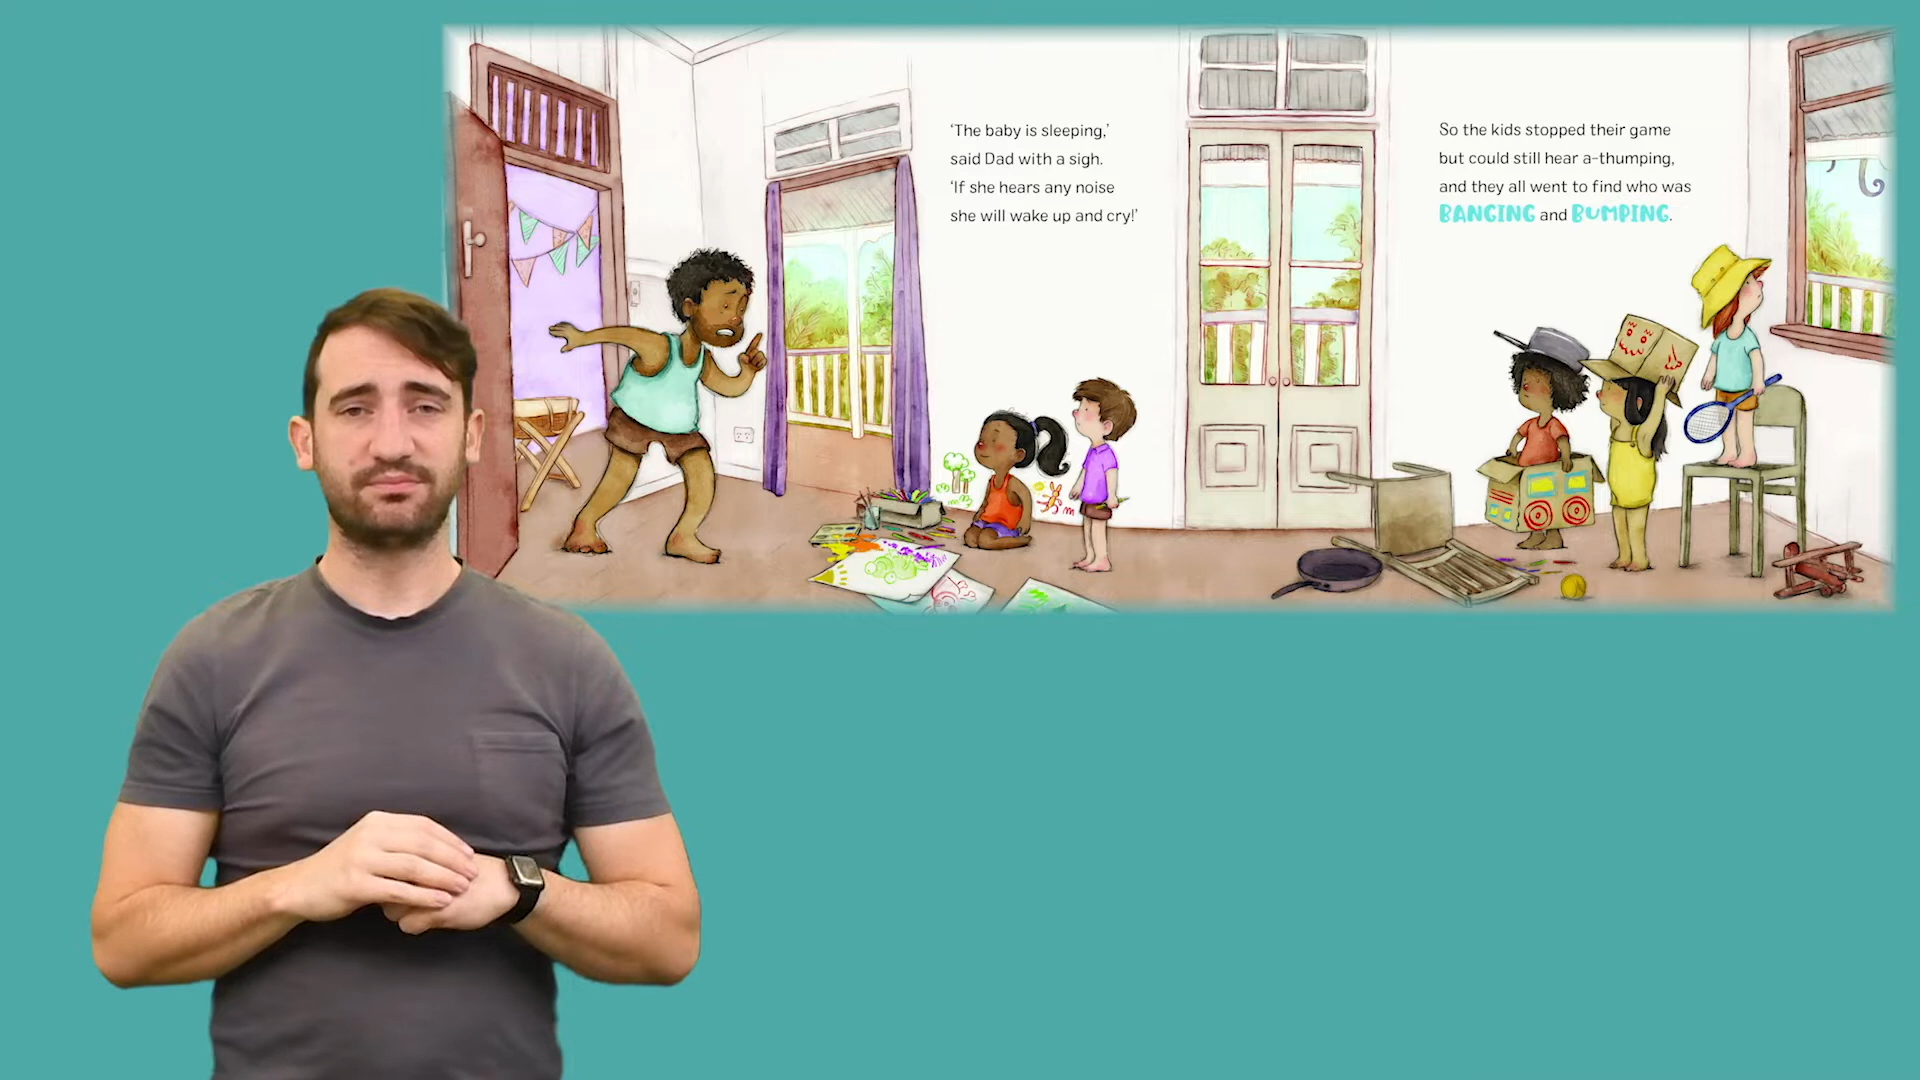 ‘The baby is sleeping,’
said Dad with a sigh.
‘If she hears any noise
she will wake up and cry!’
So the kids stopped their game
but could still hear a-thumping,
and they all went to find who was
BANGING and BUMPING.